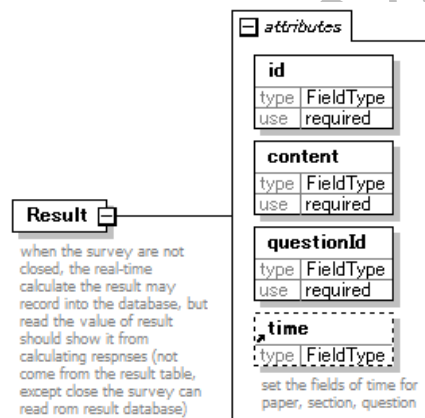 attributes
id
type FieldType
use required
content
type FieldType
use required
Result
questionId
type FieldType
use required
when the survey are not
closed, the real-time
calculate the result may
record into the database, but
read the value of result
should show it from
calculating respnses (not
come from the result table,
except close the survey can
read rom result database)
time
type FieldType
set the fields of time for
paper, section, question